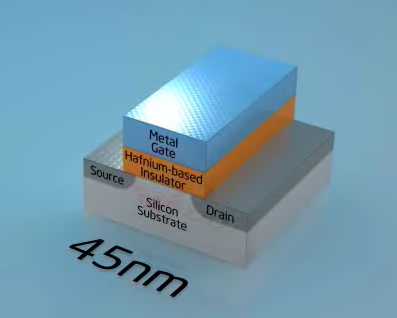 Metal
Gate
Hafnium-based
Insulator
Source
Silicon
Substrate
Drain
45nm